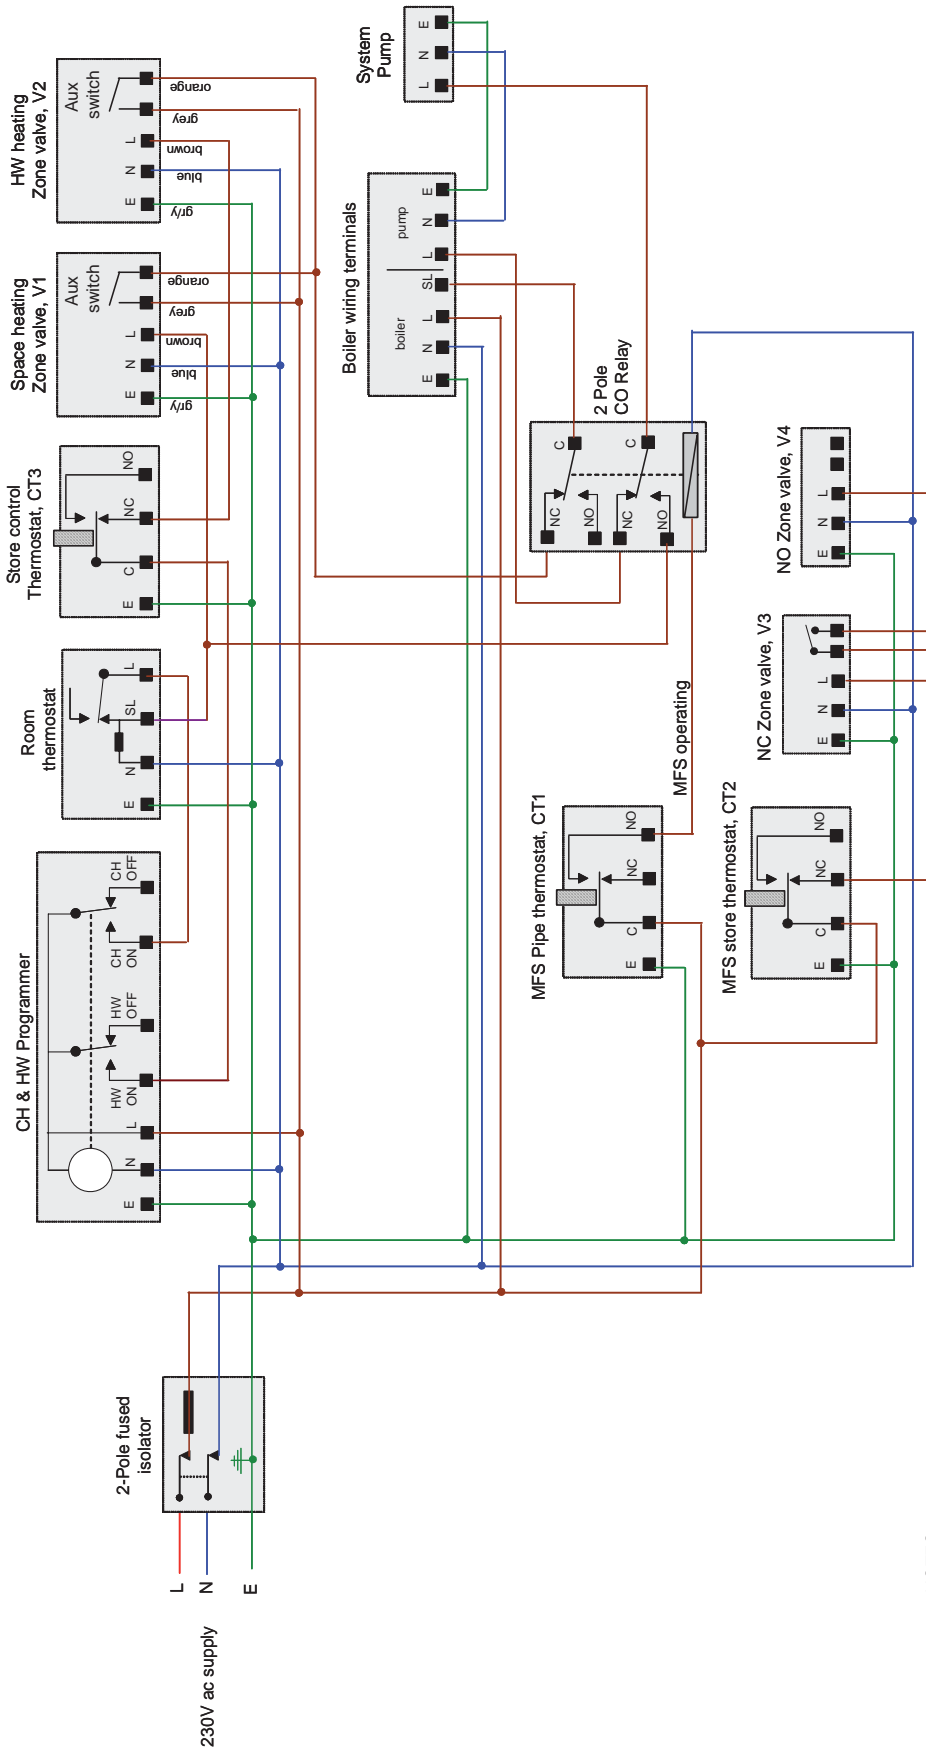 230V ac supply
L
N
E
2-Pole fused
isolator
CH & HW Programmer
E
N
L
HW
ON
HW
OFF
CH
ON
CH
OFF
Room
thermostat
E
N
SL
L
Store control
Thermostat, CT3
E
C
NC
NO
Space heating
Zone valve, V1
Aux
switch
E
N
L
gr/y
blue
brown
grey
orange
HW heating
Zone valve, V2
Aux
switch
E
N
L
gr/y
blue
brown
grey
orange
Boiler wiring terminals
boiler
pump
E
N
L
SL
L
N
E
System
Pump
L
N
E
2 Pole
CO Relay
NC
NO
C
NC
NO
C
MFS operating
MFS Pipe thermostat, CT1
E
C
NC
NO
MFS store thermostat, CT2
E
C
NC
NO
NC Zone valve, V3
E
N
L
NO Zone valve, V4
E
N
L